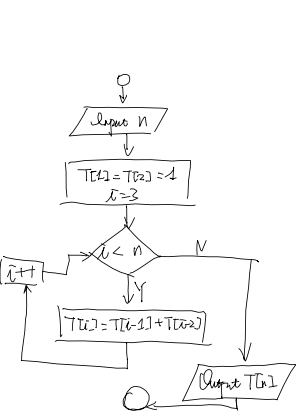 Input n
T[1]=T[2]=1
i=3
i < n
N
i++
Y
T[i]=T[i-1]+T[i-2]
Output T[n]